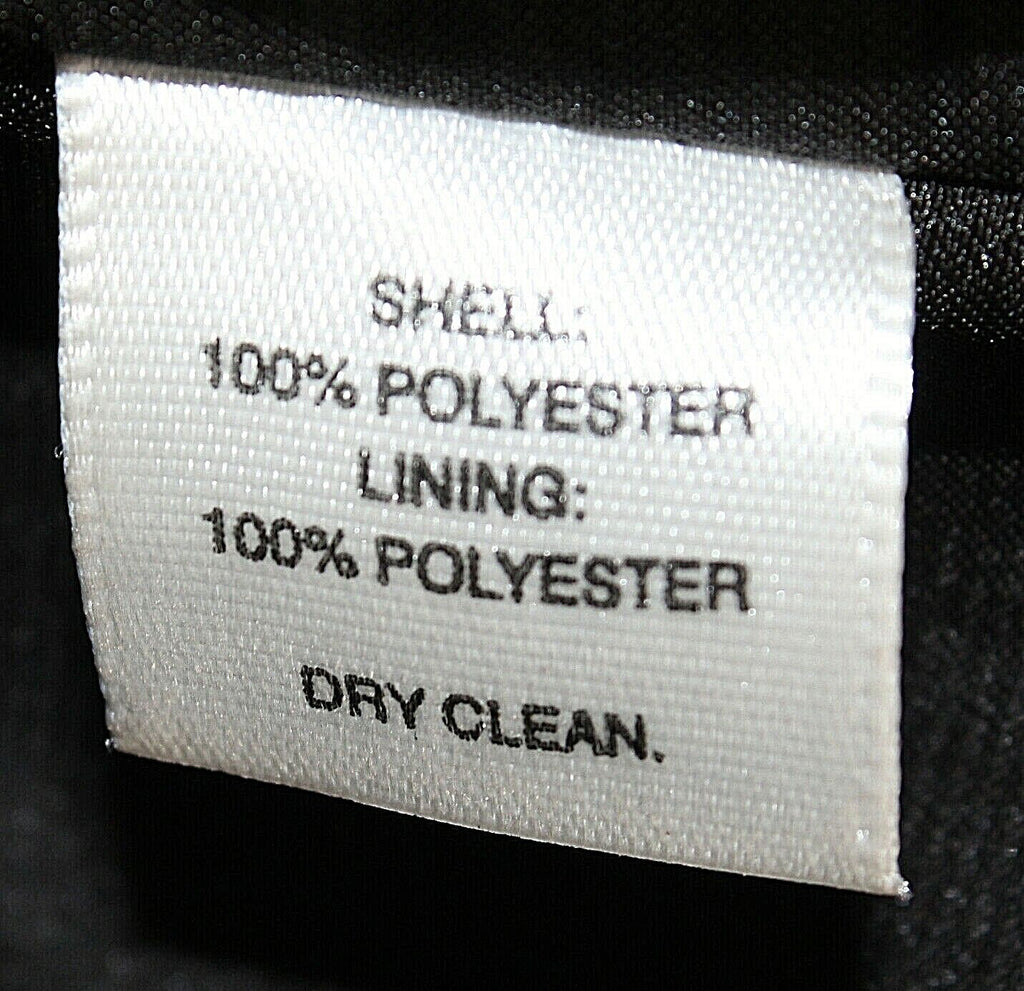 SHELL:
100% POLYESTER
LINING:
100% POLYESTER
DRY CLEAN.